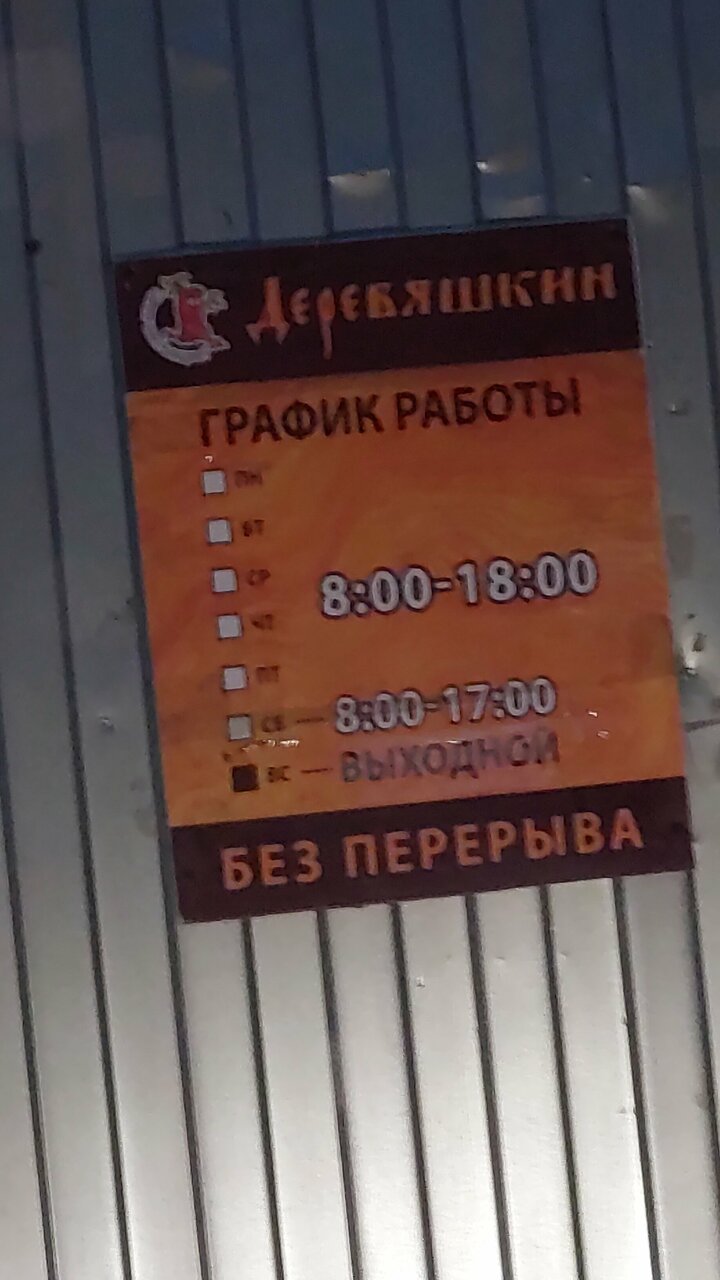 Деревяшкин
ГРАФИК РАБОТЫ
ПН
ВТ
СР
ЧТ
8:00-18:00
ПТ
СБ — 8:00-17:00
ВС — ВЫХОДНОЙ
БЕЗ ПЕРЕРЫВА